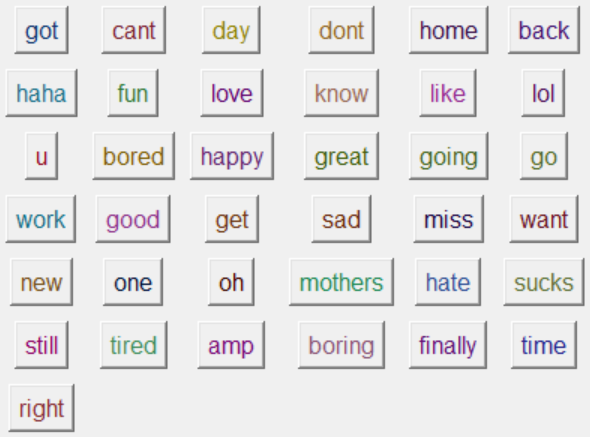 got cant day dont home back
haha fun love know like lol
u bored happy great going go
work good get sad miss want
new one oh mothers hate sucks
still tired amp boring finally time
right